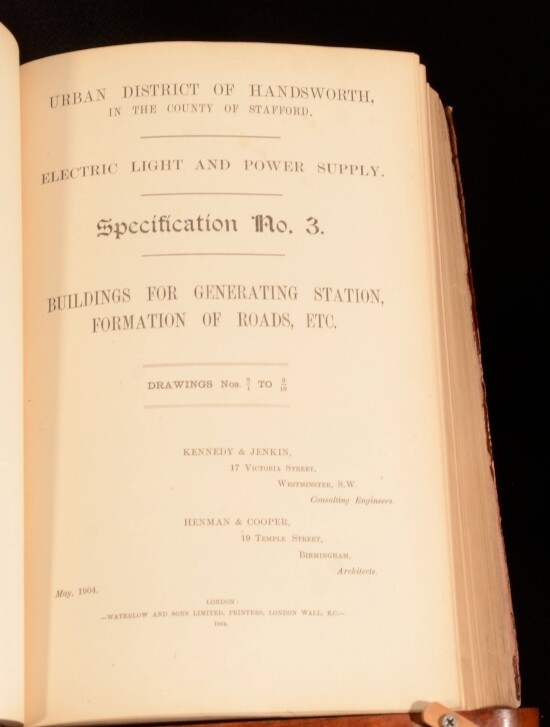 URBAN DISTRICT OF HANDSWORTH,
IN THE COUNTY OF STAFFORD.
ELECTRIC LIGHT AND POWER SUPPLY.
Specification No. 3.
BUILDINGS FOR GENERATING STATION,
FORMATION OF ROADS, ETC.
DRAWINGS Nos. TO
KENNEDY & JENKIN,
17 VICTORIA STREET,
WESTMINSTER, S.W.
Consulting Engineers.
HENMAN & COOPER,
19 TEMPLE STREET,
BIRMINGHAM,
Architects.
May, 1904.
LONDON:
—WATERLOW AND SONS LIMITED, PRINTERS, LONDON WALL, E.C.—
1904.